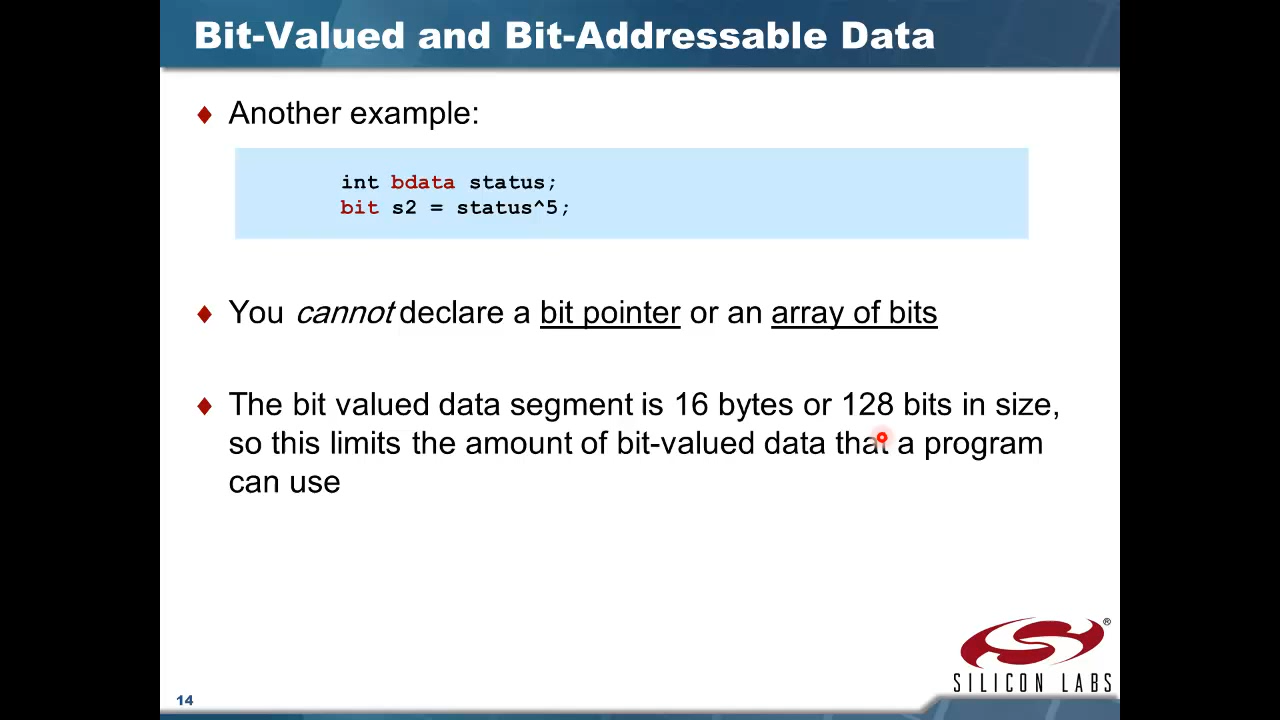 Bit-Valued and Bit-Addressable Data
Another example:
int bdata status;
bit s2 = status^5;
You cannot declare a bit pointer or an array of bits
The bit valued data segment is 16 bytes or 128 bits in size,
so this limits the amount of bit-valued data that a program
can use
®
SILICON LABS
14